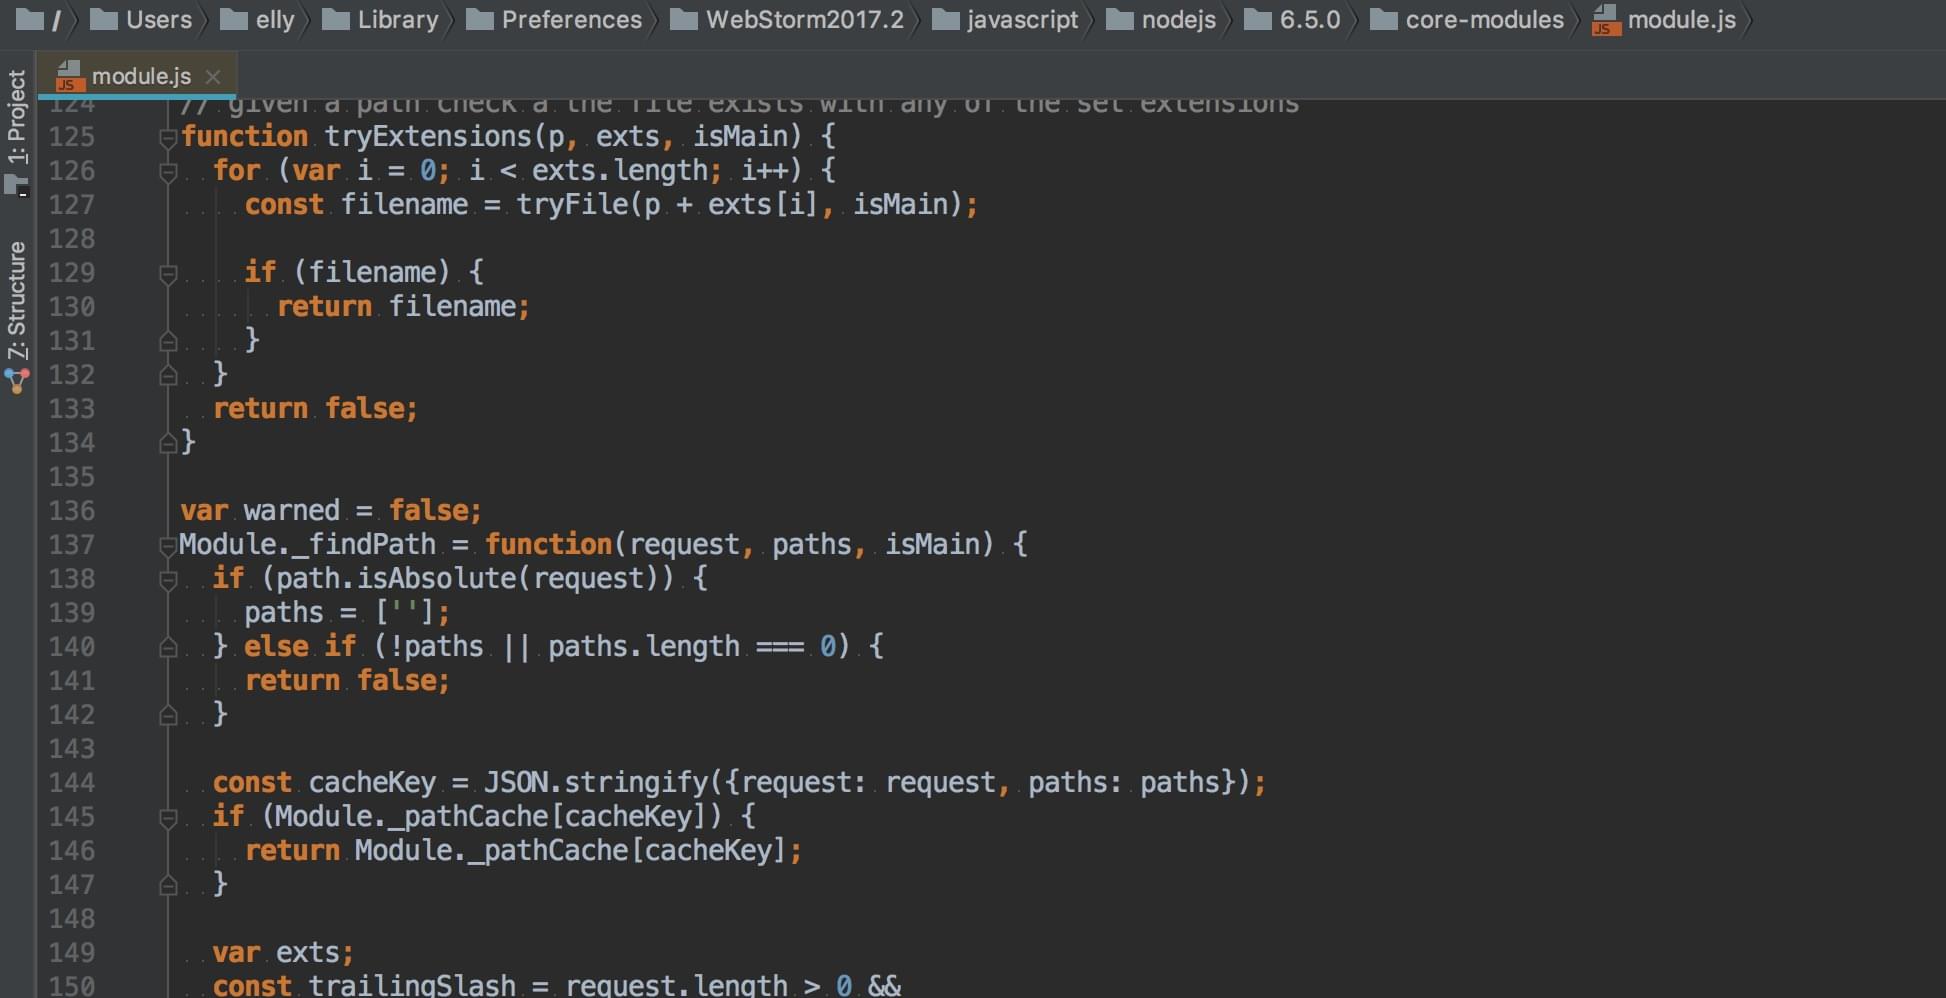 / Users elly Library Preferences WebStorm2017.2 javascript nodejs 6.5.0 core-modules module.js
module.js
1: Project
7: Structure
124 // given a path check a the file exists with any of the set extensions
125 function tryExtensions(p, exts, isMain) {
126   for (var i = 0; i < exts.length; i++) {
127     const filename = tryFile(p + exts[i], isMain);
128
129     if (filename) {
130       return filename;
131     }
132   }
133   return false;
134 }
135
136 var warned = false;
137 Module._findPath = function(request, paths, isMain) {
138   if (path.isAbsolute(request)) {
139     paths = [''];
140   } else if (!paths || paths.length === 0) {
141     return false;
142   }
143
144   const cacheKey = JSON.stringify({request: request, paths: paths});
145   if (Module._pathCache[cacheKey]) {
146     return Module._pathCache[cacheKey];
147   }
148
149   var exts;
150   const trailingSlash = request.length > 0 &&